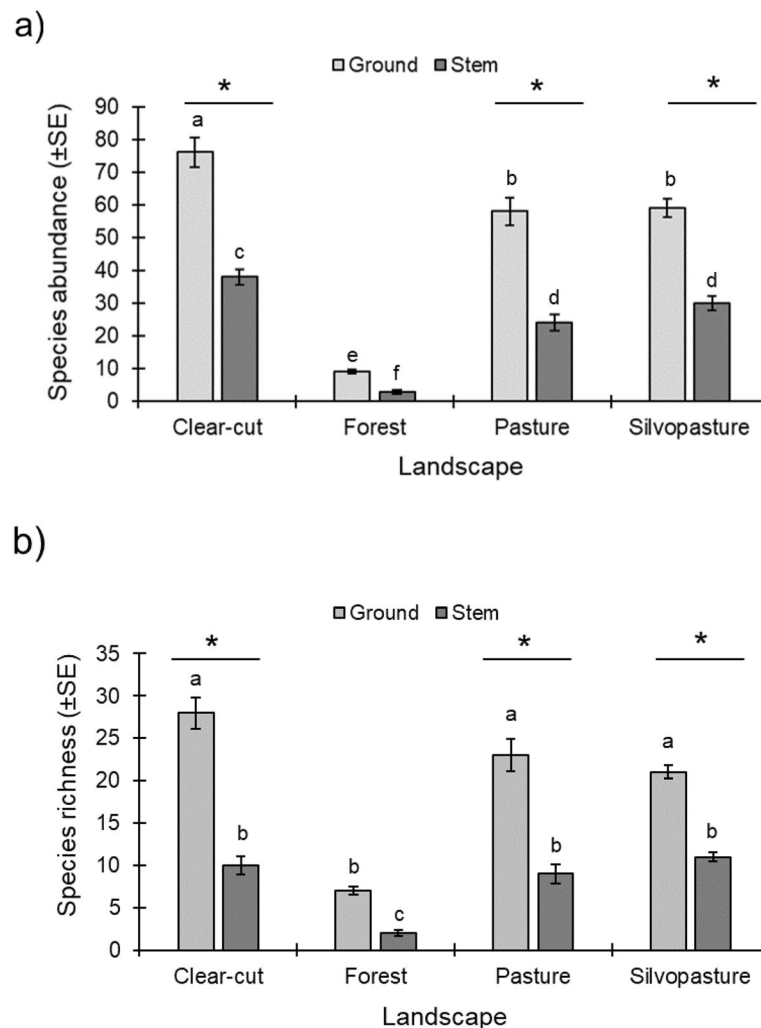 a)
Ground Stem
* * *
Species abundance (±SE)
90
80
70
60
50
40
30
20
10
0
a
c
e
f
b
d
b
d
Clear-cut Forest Pasture Silvopasture
Landscape
b)
Ground Stem
* * *
Species richness (±SE)
35
30
25
20
15
10
5
0
a
b
b
c
a
b
a
b
Clear-cut Forest Pasture Silvopasture
Landscape